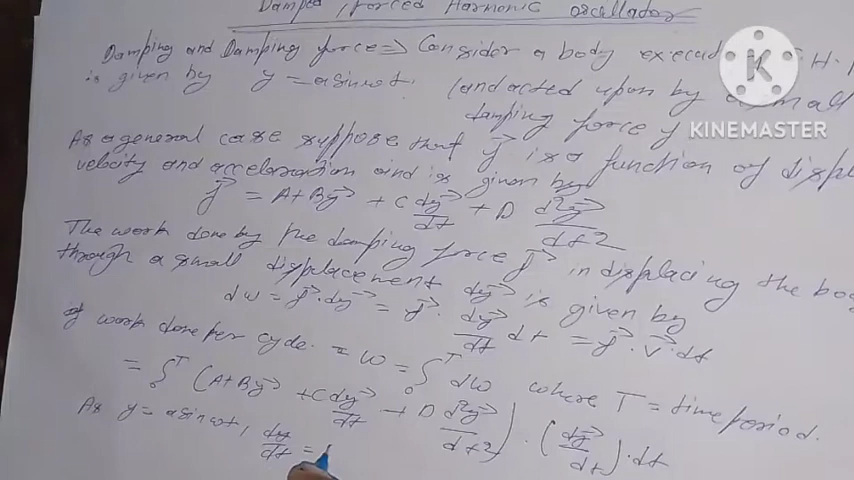 Damped, Forced Harmonic oscillador
Damping and Damping force => Consider a body S.H.
is given by y = a sin ωt. (and acted upon by small
damping force f
KINEMASTER
As a general case suppose that f⃗ is a function of displ
velocity and acceleration and is given by
f⃗ = A + By⃗ + C dy⃗/dt + D d2y⃗/dt2
The work done by the damping force f⃗ in displacing the bo
through a small displacement dy⃗ is given by
dw = f⃗.dy⃗ = f⃗. dy⃗/dt dt = f⃗.v⃗.dt
work done per cycle. = W = ∫₀ᵀ dw where T = time period.
= ∫₀ᵀ (A + By⃗ + C dy⃗/dt + D d2y⃗/dt2) . (dy⃗/dt).dt
As y = a sin ωt, dy/dt =